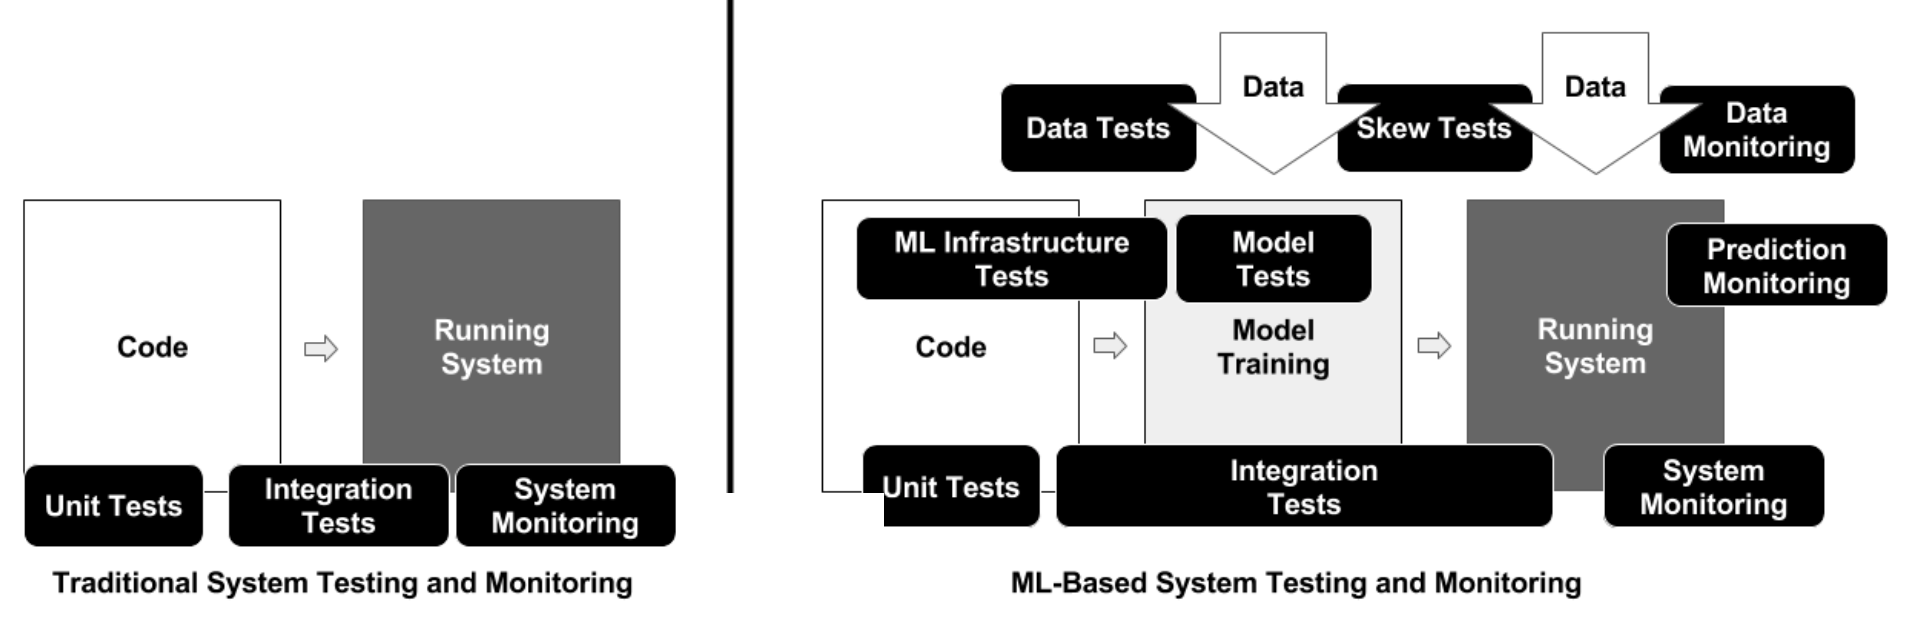 Code
Running
System
Unit Tests
Integration
Tests
System
Monitoring
Traditional System Testing and Monitoring
Data
Data
Data Tests
Skew Tests
Data
Monitoring
ML Infrastructure
Tests
Model
Tests
Prediction
Monitoring
Code
Model
Training
Running
System
Unit Tests
Integration
Tests
System
Monitoring
ML-Based System Testing and Monitoring